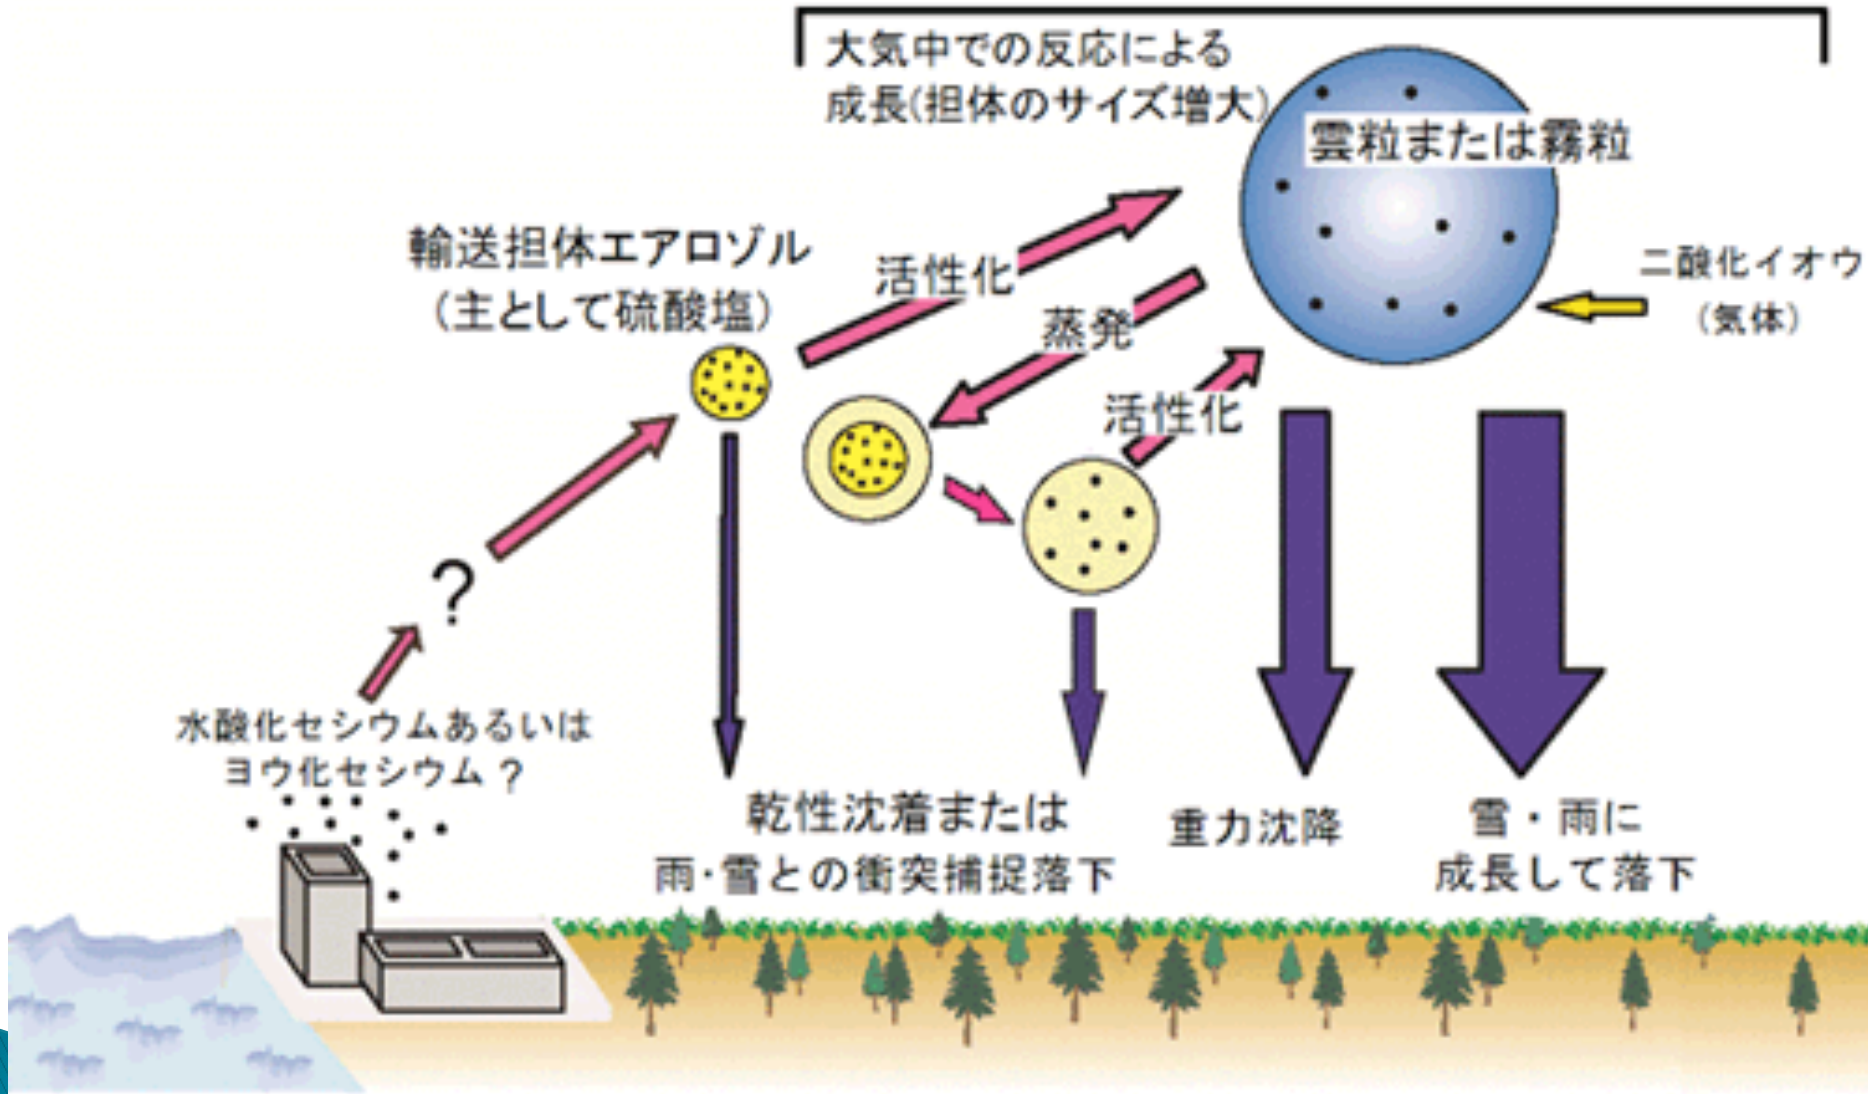 大気中での反応による
成長(担体のサイズ増大)
雲粒または霧粒
輸送担体エアロゾル
（主として硫酸塩）
活性化
蒸発
活性化
二酸化イオウ
（気体）
?
水酸化セシウムあるいは
ヨウ化セシウム？
乾性沈着または
雨・雪との衝突捕捉落下
重力沈降
雪・雨に
成長して落下